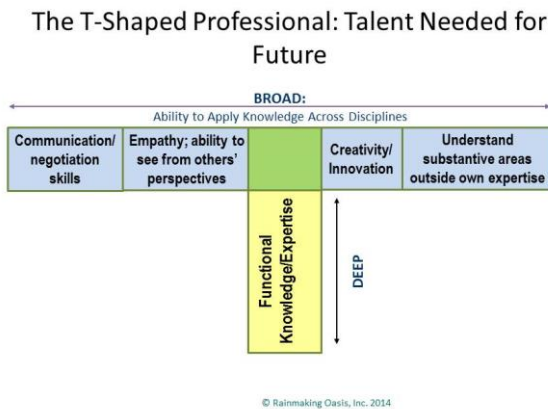 The T-Shaped Professional: Talent Needed for
Future
BROAD:
Ability to Apply Knowledge Across Disciplines
Communication/
negotiation
skills
Empathy; ability to
see from others'
perspectives
Creativity/
Innovation
Understand
substantive areas
outside own expertise
Functional
Knowledge/Expertise
DEEP
© Rainmaking Oasis, Inc. 2014